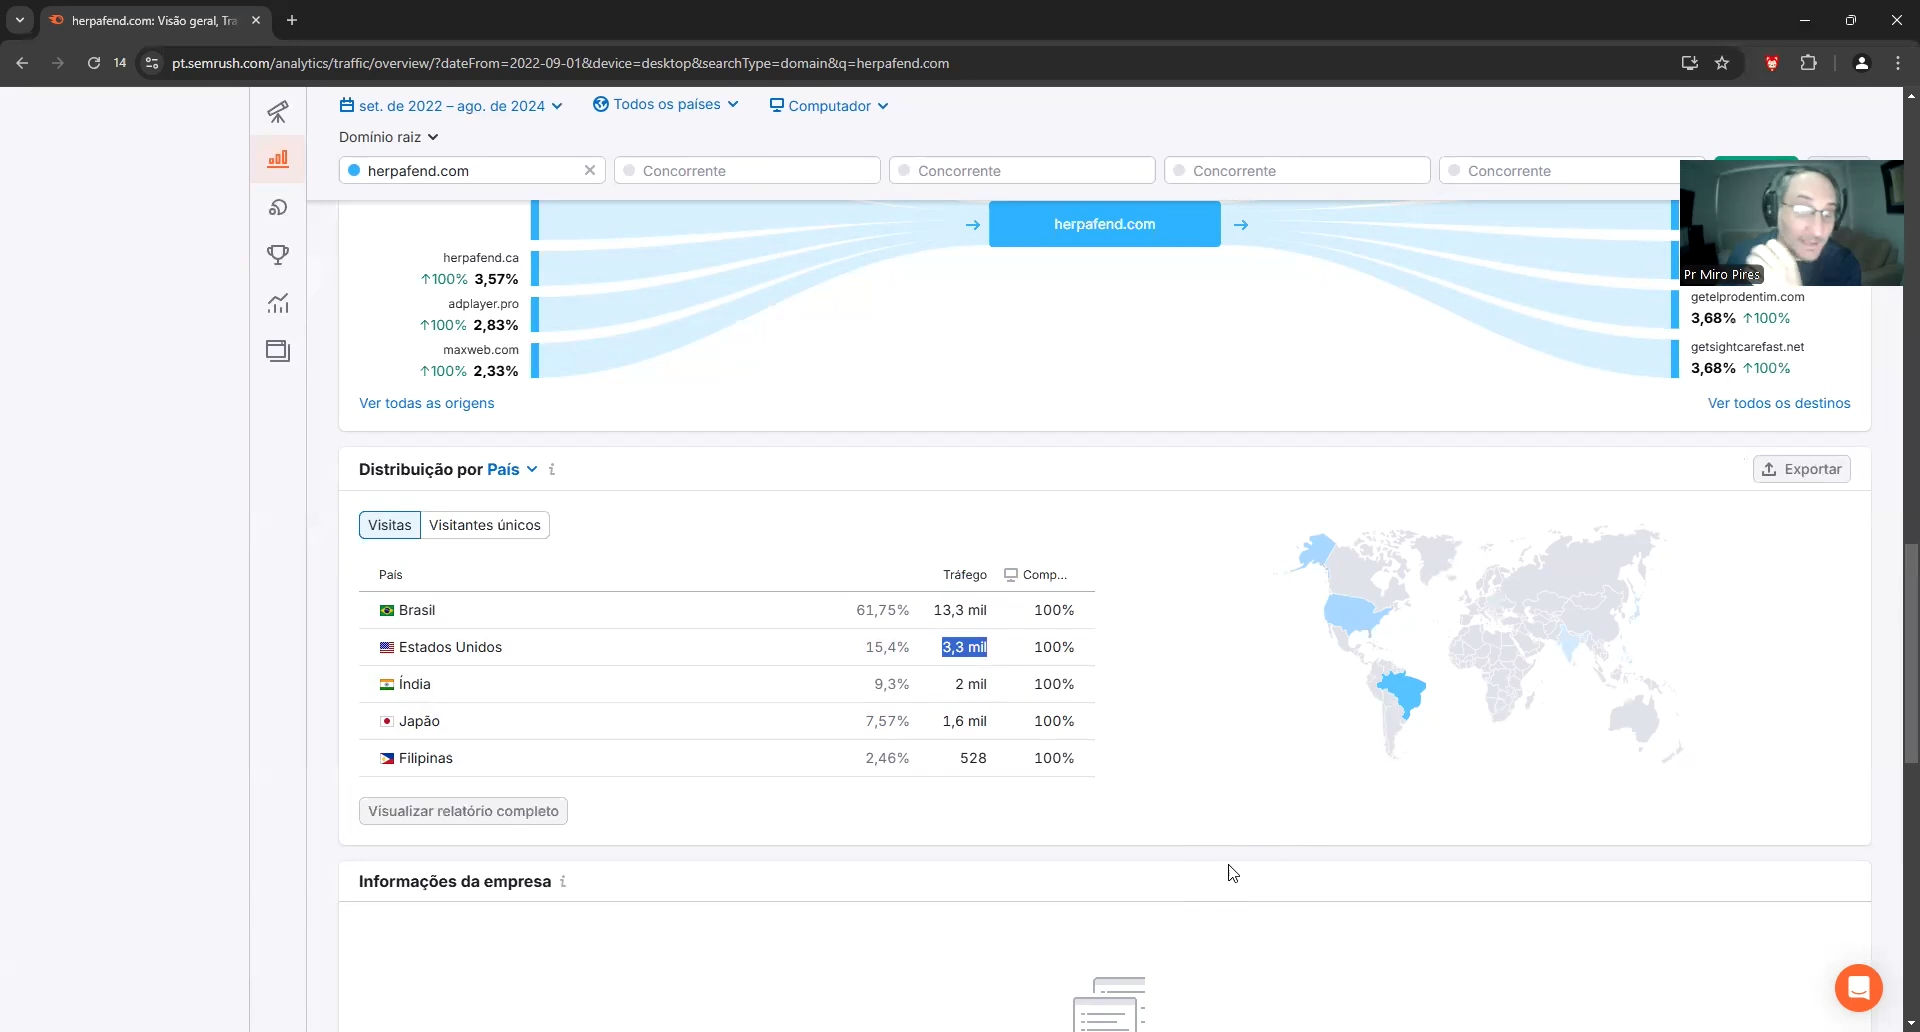 herpafend.com: Visão geral, Tra
14
pt.semrush.com/analytics/traffic/overview/?dateFrom=2022-09-01&device=desktop&searchType=domain&q=herpafend.com
set. de 2022 – ago. de 2024
Todos os países
Computador
Domínio raiz
herpafend.com
Concorrente
Concorrente
Concorrente
Concorrente
Pr Miro Pires
herpafend.com
herpafend.ca
↑100% 3,57%
adplayer.pro
↑100% 2,83%
maxweb.com
↑100% 2,33%
getelprodentim.com
3,68% ↑100%
getsightcarefast.net
3,68% ↑100%
Ver todas as origens
Ver todos os destinos
Distribuição por País i
Exportar
Visitas
Visitantes únicos
País Tráfego Comp...
Brasil 61,75% 13,3 mil 100%
Estados Unidos 15,4% 3,3 mil 100%
Índia 9,3% 2 mil 100%
Japão 7,57% 1,6 mil 100%
Filipinas 2,46% 528 100%
Visualizar relatório completo
Informações da empresa i